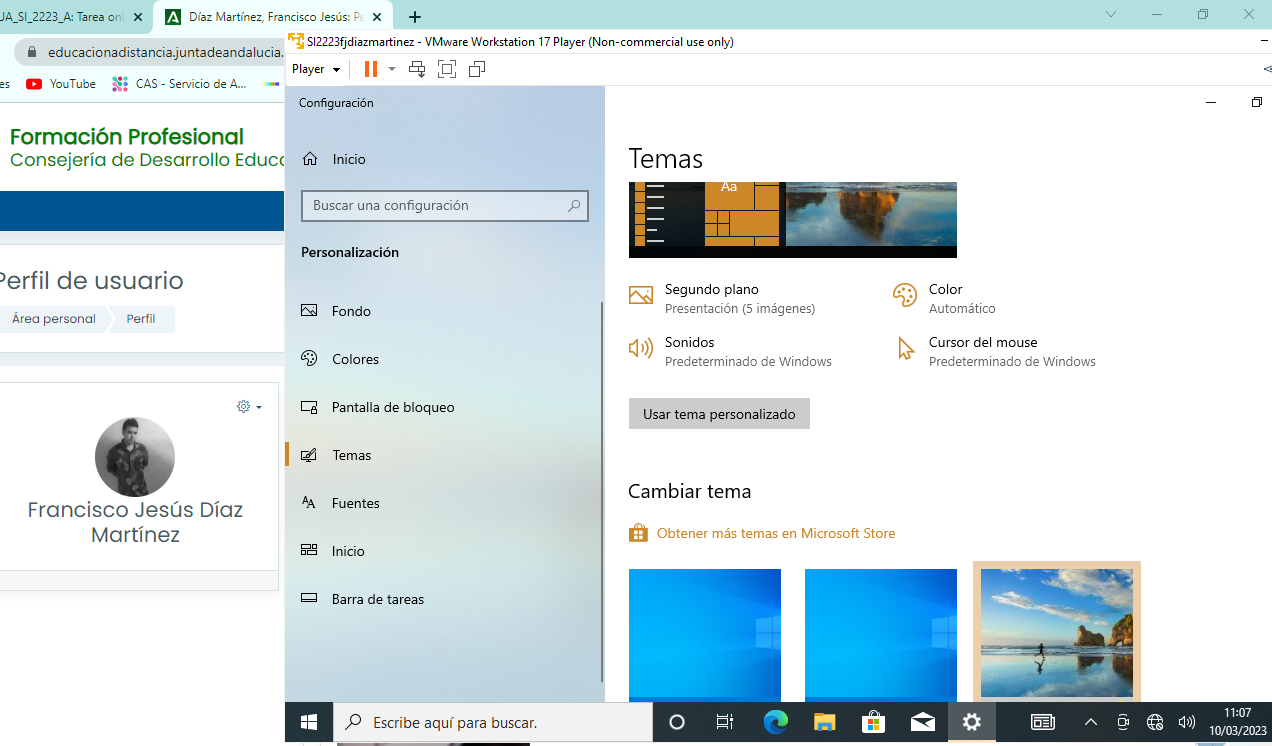 UA_SI_2223_A: Tarea onl
Díaz Martínez, Francisco Jesús: Pe
educacionadistancia.juntadeandalucia.
es
YouTube
CAS - Servicio de A...
Formación Profesional
Consejería de Desarrollo Educa
Perfil de usuario
Área personal
Perfil
Francisco Jesús Díaz
Martínez
SI2223fjdiazmartinez - VMware Workstation 17 Player (Non-commercial use only)
Player
Configuración
Inicio
Buscar una configuración
Personalización
Fondo
Colores
Pantalla de bloqueo
Temas
Fuentes
Inicio
Barra de tareas
Temas
Aa
Segundo plano
Presentación (5 imágenes)
Color
Automático
Sonidos
Predeterminado de Windows
Cursor del mouse
Predeterminado de Windows
Usar tema personalizado
Cambiar tema
Obtener más temas en Microsoft Store
Escribe aquí para buscar.
11:07
10/03/2023